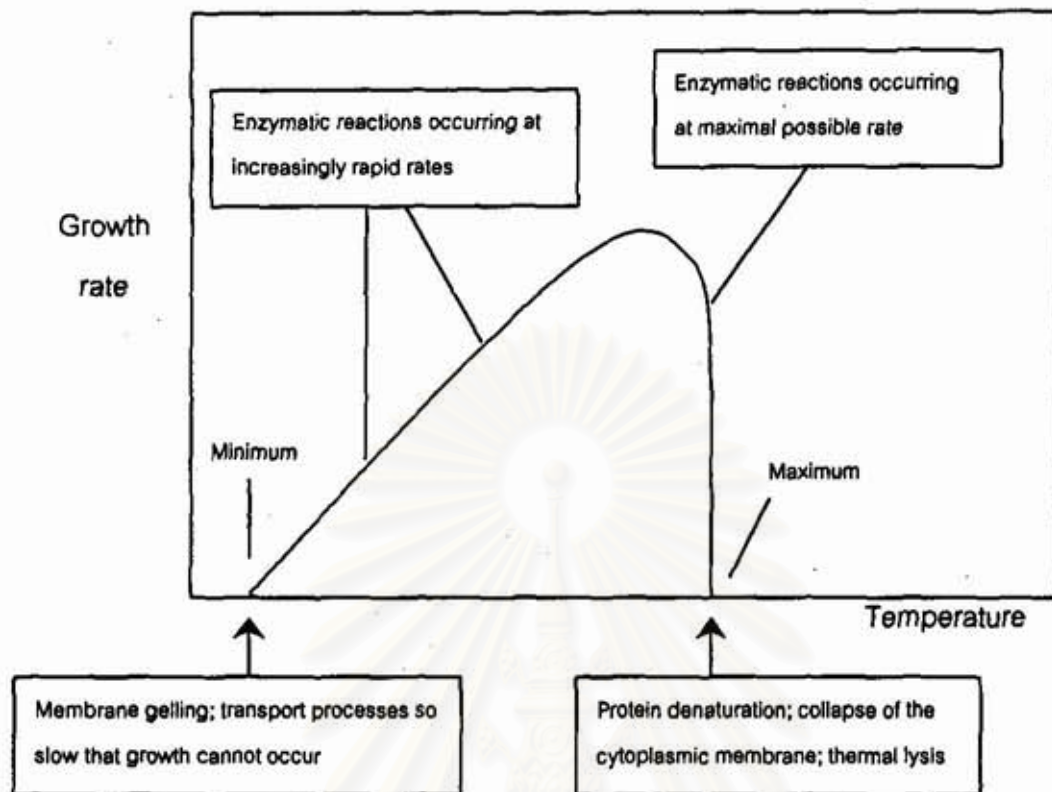 Enzymatic reactions occurring
at maximal possible rate
Enzymatic reactions occurring at
increasingly rapid rates
Growth
rate
Minimum
Maximum
Temperature
Membrane gelling; transport processes so
slow that growth cannot occur
Protein denaturation; collapse of the
cytoplasmic membrane; thermal lysis